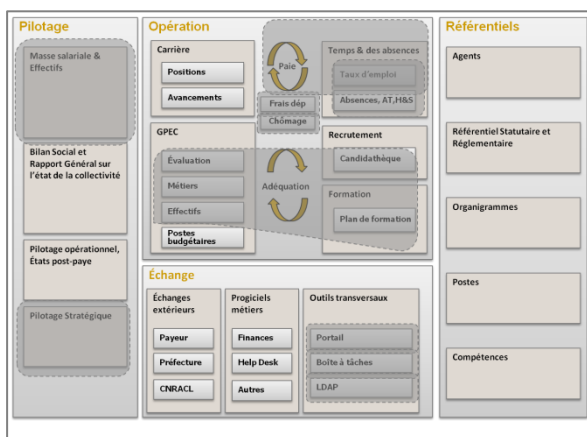 Pilotage
Masse salariale &
Effectifs
Bilan Social et
Rapport Général sur
l'état de la collectivité
Pilotage opérationnel,
États post-paye
Pilotage Stratégique
Opération
Carrière
Positions
Avancements
Paie
Frais dép
Chômage
Temps & des absences
Taux d'emploi
Absences, AT,H&S
GPEC
Évaluation
Métiers
Effectifs
Postes
budgétaires
Adéquation
Recrutement
Candidathèque
Formation
Plan de formation
Échange
Échanges
extérieurs
Payeur
Préfecture
CNRACL
Progiciels
métiers
Finances
Help Desk
Autres
Outils transversaux
Portail
Boîte à tâches
LDAP
Référentiels
Agents
Référentiel Statutaire et
Réglementaire
Organigrammes
Postes
Compétences